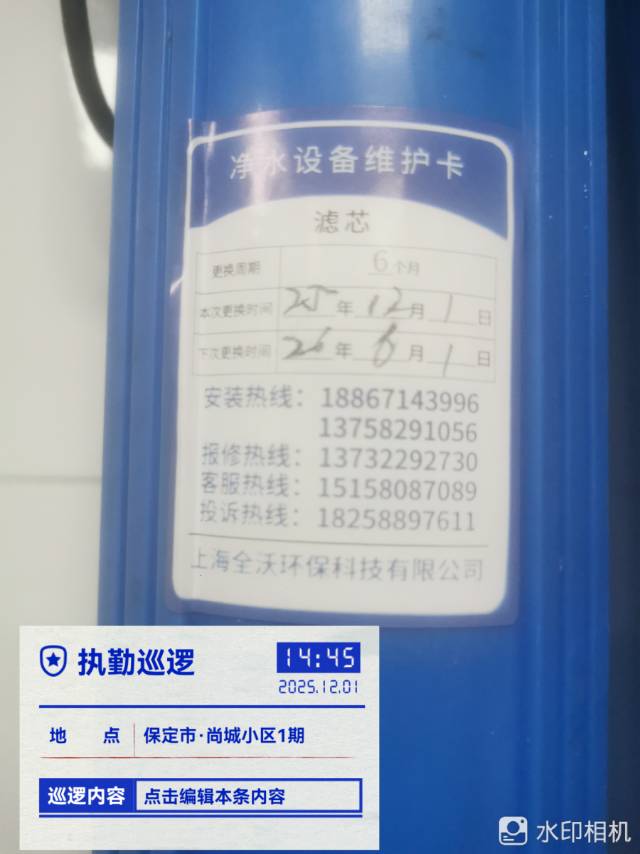 净水设备维护卡
滤芯
更换周期 6个月
本次更换时间 25年12月1日
下次更换时间 26年6月1日
安装热线：18867143996
13758291056
报修热线：13732292730
客服热线：15158087089
投诉热线：18258897611
上海全沃环保科技有限公司
执勤巡逻
14:45
2025.12.01
地 点 保定市·尚城小区1期
巡逻内容 点击编辑本条内容
水印相机